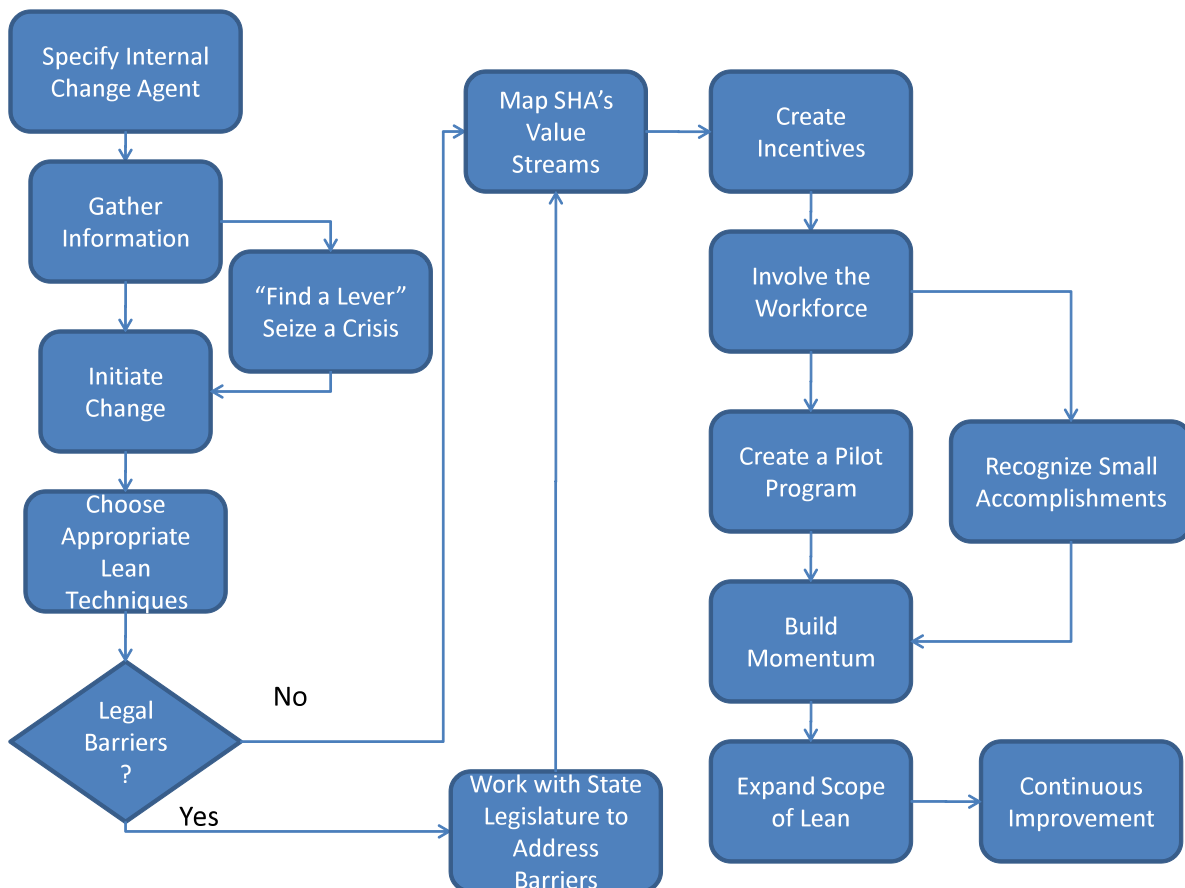 Specify Internal
Change Agent
Gather
Information
“Find a Lever”
Seize a Crisis
Initiate
Change
Choose
Appropriate
Lean
Techniques
Legal
Barriers
?
No
Yes
Work with State
Legislature to
Address
Barriers
Map SHA’s
Value
Streams
Create
Incentives
Involve the
Workforce
Create a Pilot
Program
Recognize Small
Accomplishments
Build
Momentum
Expand Scope
of Lean
Continuous
Improvement